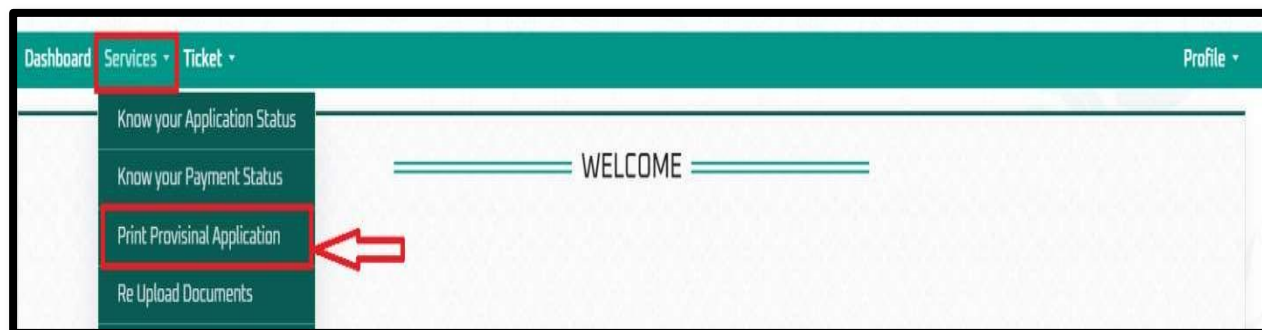 Dashboard Services Ticket Profile
Know your Application Status
WELCOME
Know your Payment Status
Print Provisinal Application
Re Upload Documents